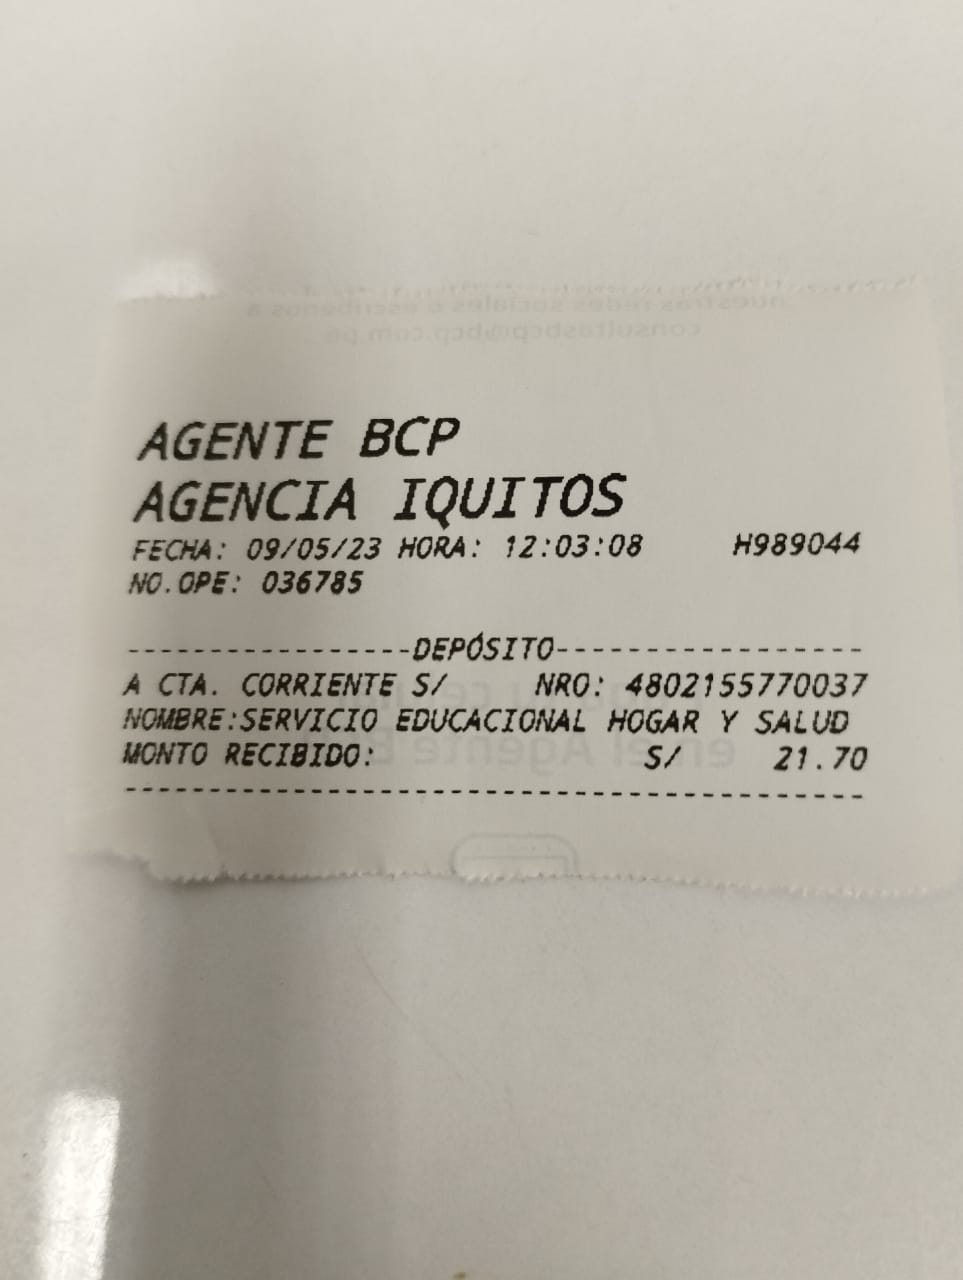 AGENTE BCP
AGENCIA IQUITOS
FECHA: 09/05/23 HORA: 12:03:08 H989044
NO.OPE: 036785
-----------------DEPÓSITO-----------------
A CTA. CORRIENTE S/ NRO: 4802155770037
NOMBRE:SERVICIO EDUCACIONAL HOGAR Y SALUD
MONTO RECIBIDO: S/ 21.70
------------------------------------------